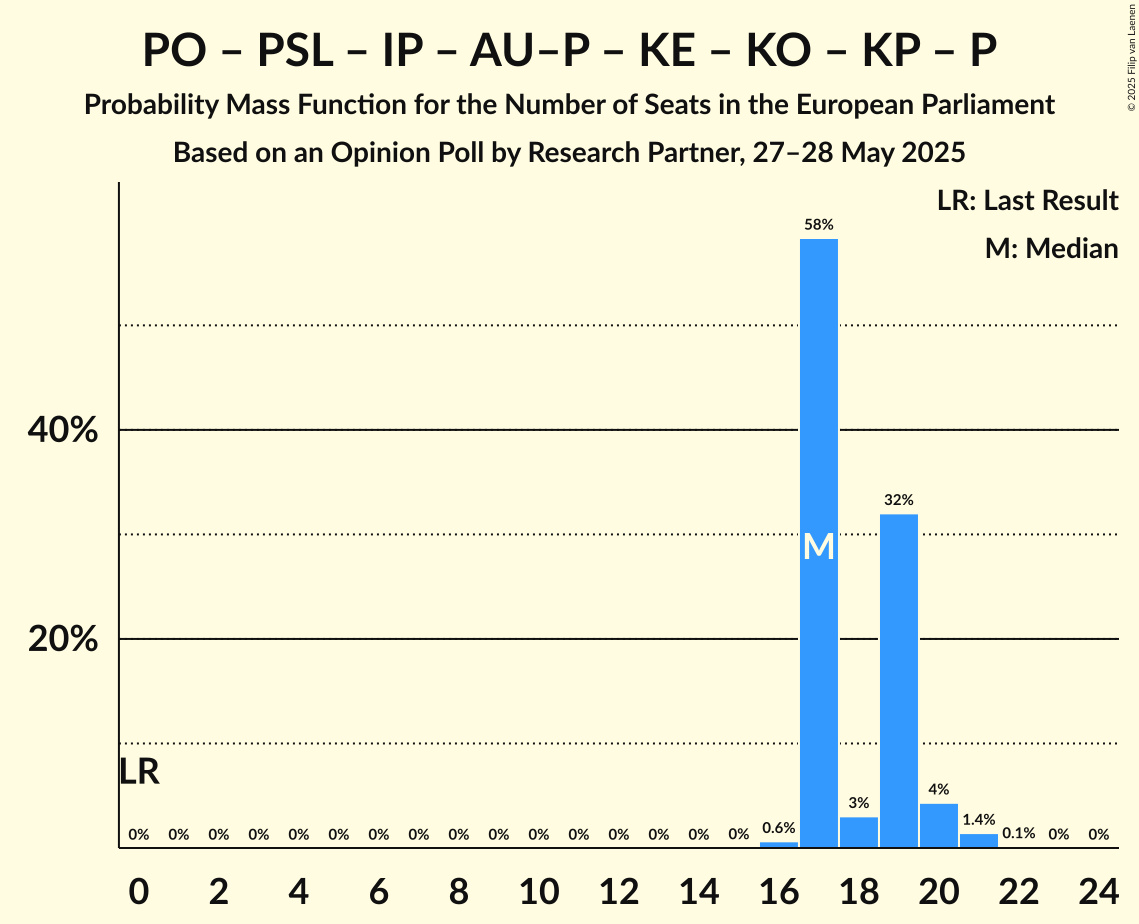 PO – PSL – IP – AU–P – KE – KO – KP – P
Probability Mass Function for the Number of Seats in the European Parliament
Based on an Opinion Poll by Research Partner, 27–28 May 2025
© 2025 Filip van Laenen
LR: Last Result
M: Median
58%
40%
32%
M
20%
LR
0% 0% 0% 0% 0% 0% 0% 0% 0% 0% 0% 0% 0% 0% 0% 0% 0.6% 3% 4% 1.4% 0.1% 0% 0%
0 2 4 6 8 10 12 14 16 18 20 22 24